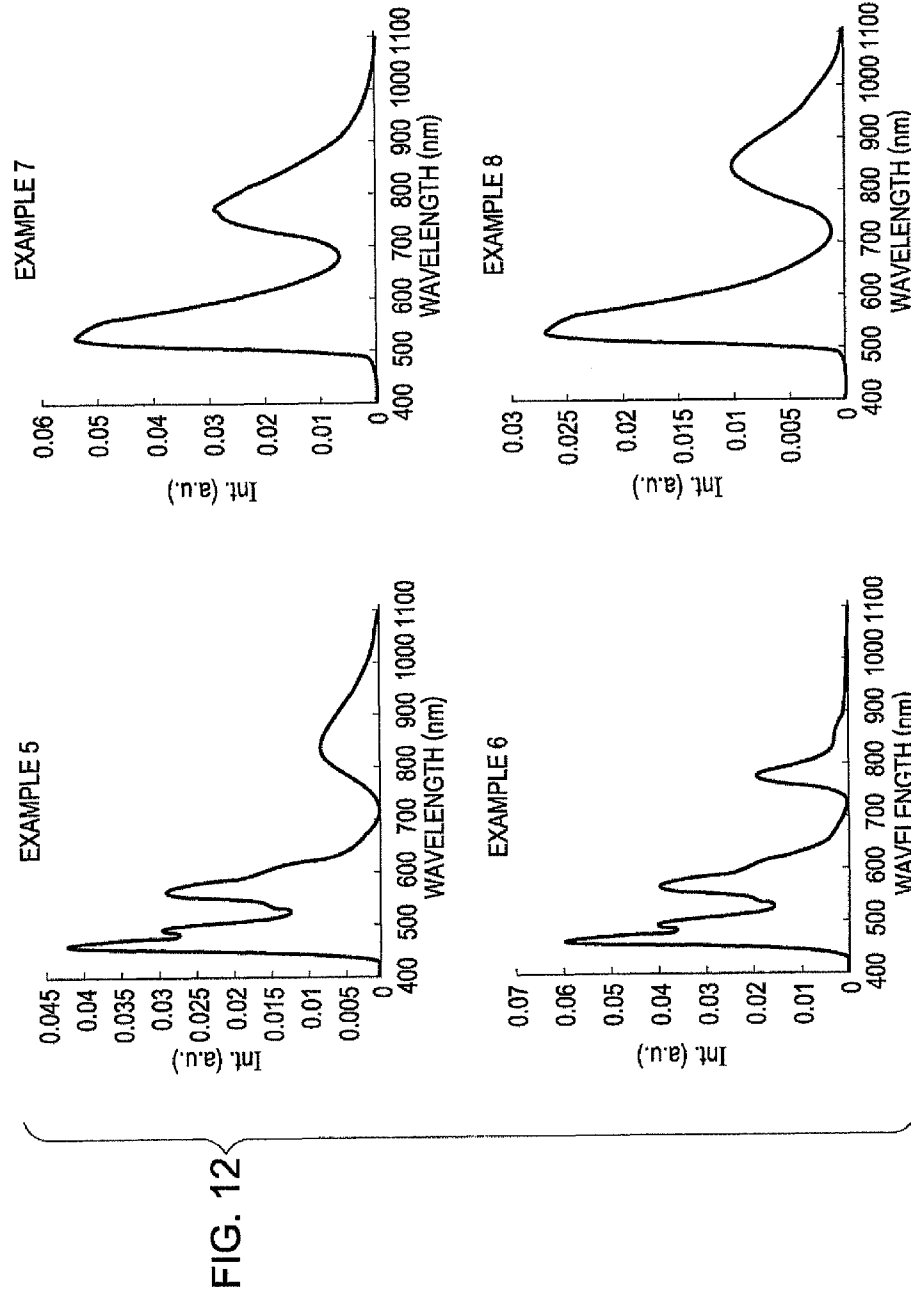 FIG. 12
EXAMPLE 5
Int. (a.u.)
0.045
0.04
0.035
0.03
0.025
0.02
0.015
0.01
0.005
0
400 500 600 700 800 900 1000 1100
WAVELENGTH (nm)
EXAMPLE 7
Int. (a.u.)
0.06
0.05
0.04
0.03
0.02
0.01
0
400 500 600 700 800 900 1000 1100
WAVELENGTH (nm)
EXAMPLE 6
Int. (a.u.)
0.07
0.06
0.05
0.04
0.03
0.02
0.01
0
400 500 600 700 800 900 1000 1100
WAVELENGTH (nm)
EXAMPLE 8
Int. (a.u.)
0.03
0.025
0.02
0.015
0.01
0.005
0
400 500 600 700 800 900 1000 1100
WAVELENGTH (nm)